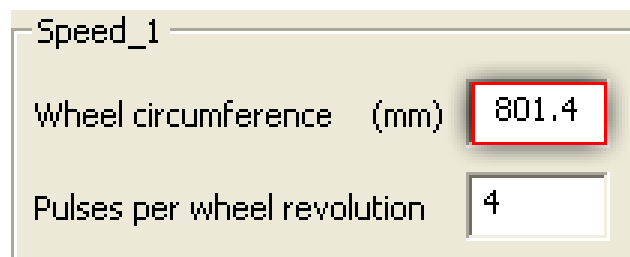 Speed_1
Wheel circumference (mm) 801.4
Pulses per wheel revolution 4